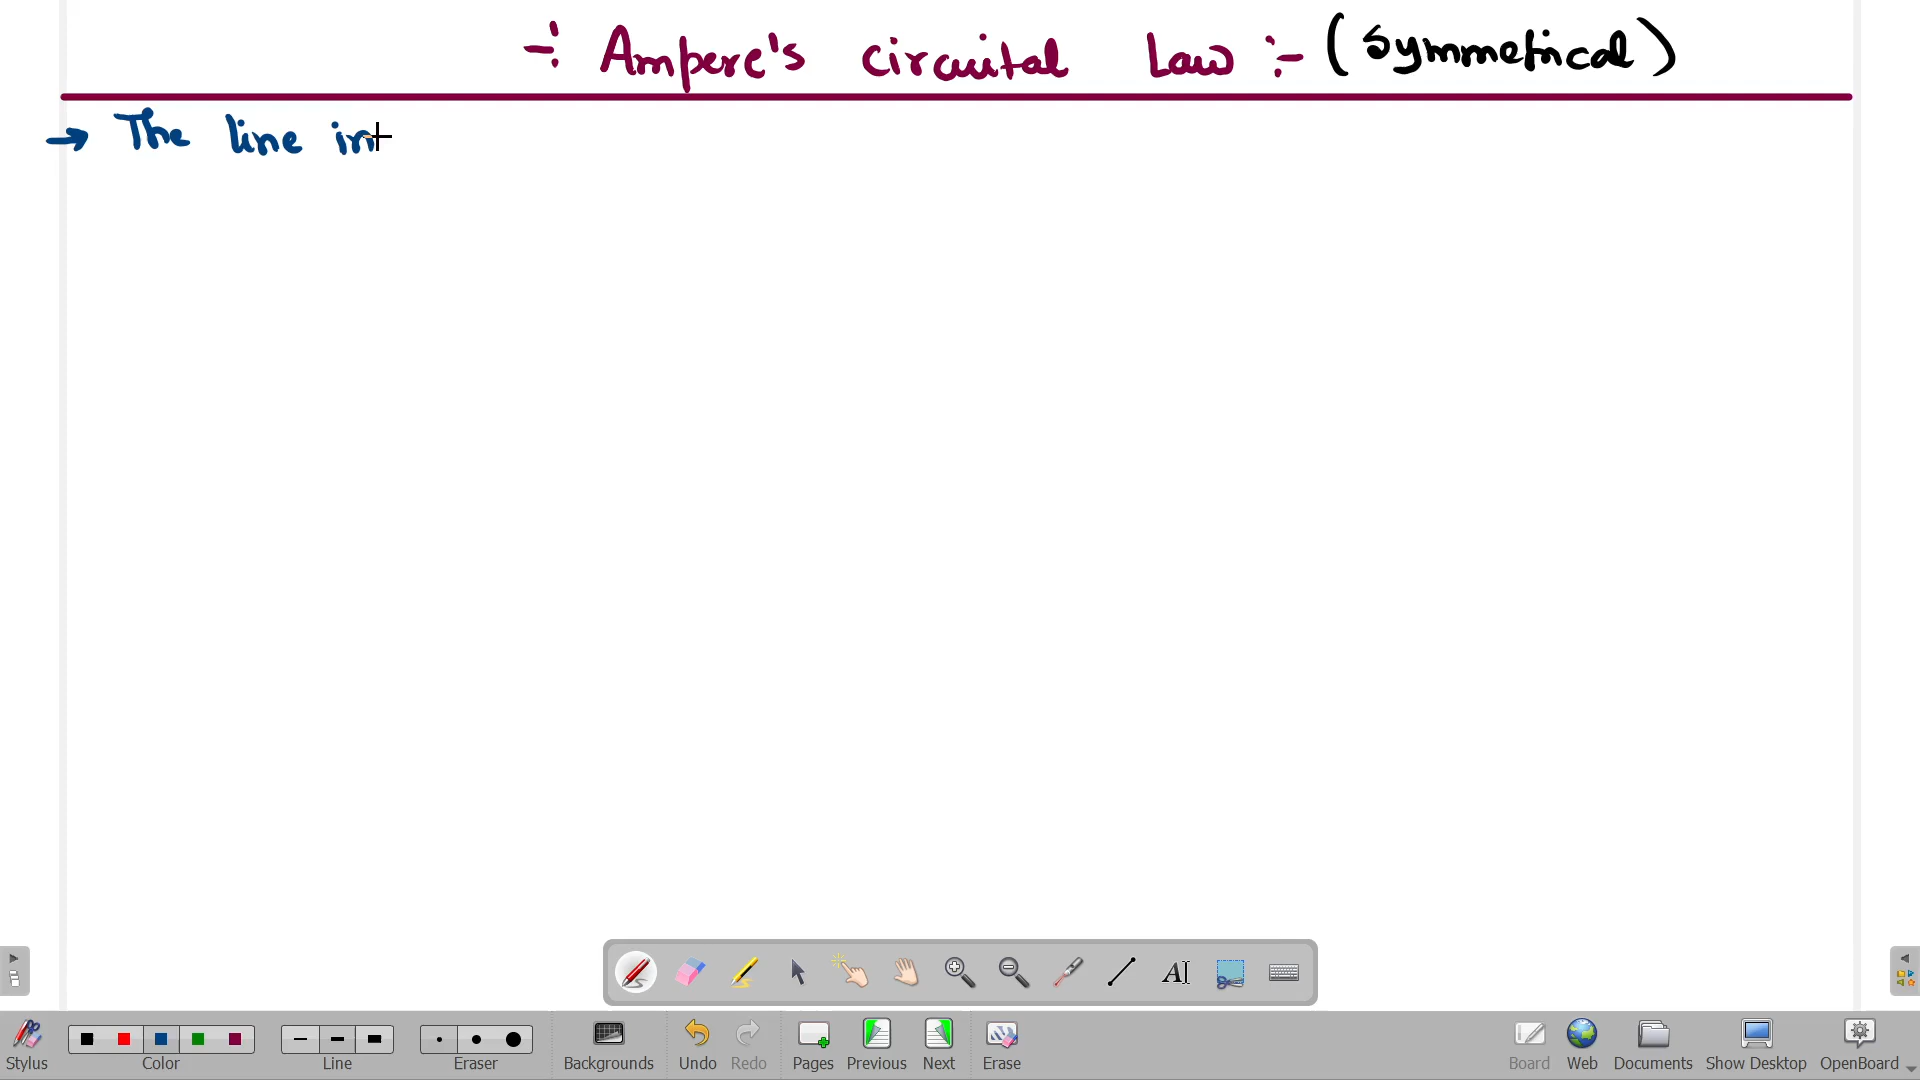 -: Ampere's circuital Law :- (symmetrical)
→ The line in
AI
Stylus Color Line Eraser Backgrounds Undo Redo Pages Previous Next Erase Board Web Documents Show Desktop OpenBoard